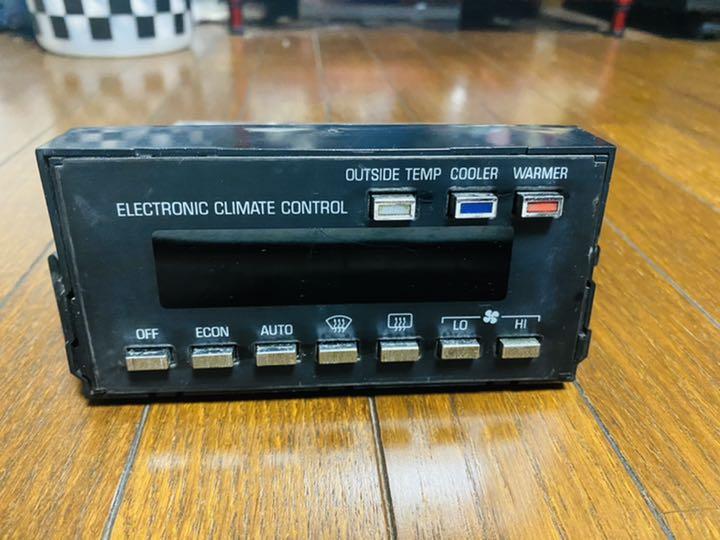 OUTSIDE TEMP COOLER WARMER
ELECTRONIC CLIMATE CONTROL
OFF ECON AUTO LO HI